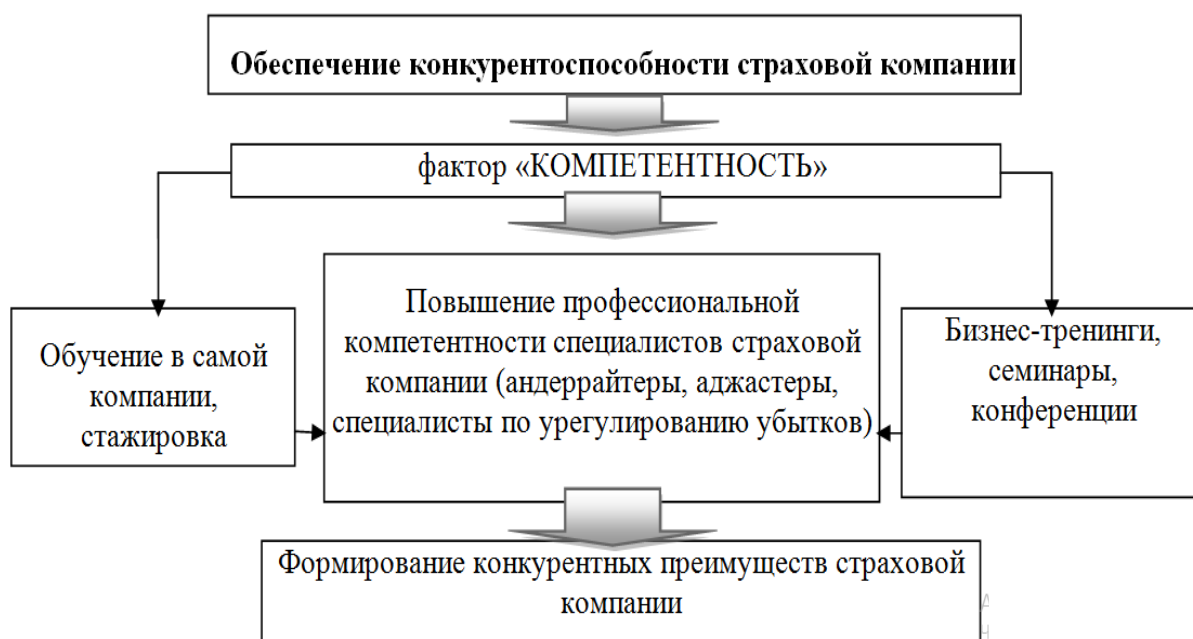 Обеспечение конкурентоспособности страховой компании
фактор «КОМПЕТЕНТНОСТЬ»
Обучение в самой
компании,
стажировка
Повышение профессиональной
компетентности специалистов страховой
компании (андеррайтеры, аджастеры,
специалисты по урегулированию убытков)
Бизнес-тренинги,
семинары,
конференции
Формирование конкурентных преимуществ страховой
компании